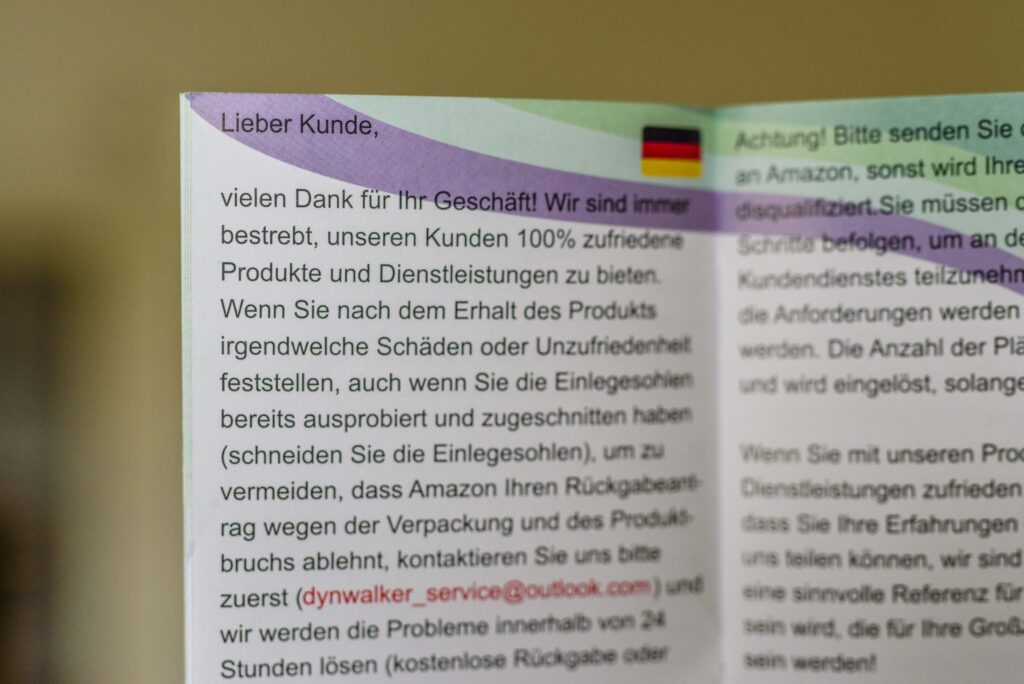 Lieber Kunde,
vielen Dank für Ihr Geschäft! Wir sind immer
bestrebt, unseren Kunden 100% zufriedene
Produkte und Dienstleistungen zu bieten.
Wenn Sie nach dem Erhalt des Produkts
irgendwelche Schäden oder Unzufriedenheit
feststellen, auch wenn Sie die Einlegesohlen
bereits ausprobiert und zugeschnitten haben
(schneiden Sie die Einlegesohlen), um zu
vermeiden, dass Amazon Ihren Rückgabeant-
rag wegen der Verpackung und des Produkt-
bruchs ablehnt, kontaktieren Sie uns bitte
zuerst (dynwalker_service@outlook.com) und
wir werden die Probleme innerhalb von 24
Stunden lösen (kostenlose Rückgabe oder
Achtung! Bitte senden Sie
an Amazon, sonst wird Ihre
disqualifiziert.Sie müssen
Schritte befolgen, um an
Kundendienstes
die Anforderungen werden
werden. Die Anzahl der
und wird eingelöst, solange
Wenn Sie mit unseren
Dienstleistungen zufrieden
dass Sie Ihre Erfahrungen
uns teilen können, wir sind
eine sinnvolle Referenz für
sein wird, die für Ihre
sein werden!